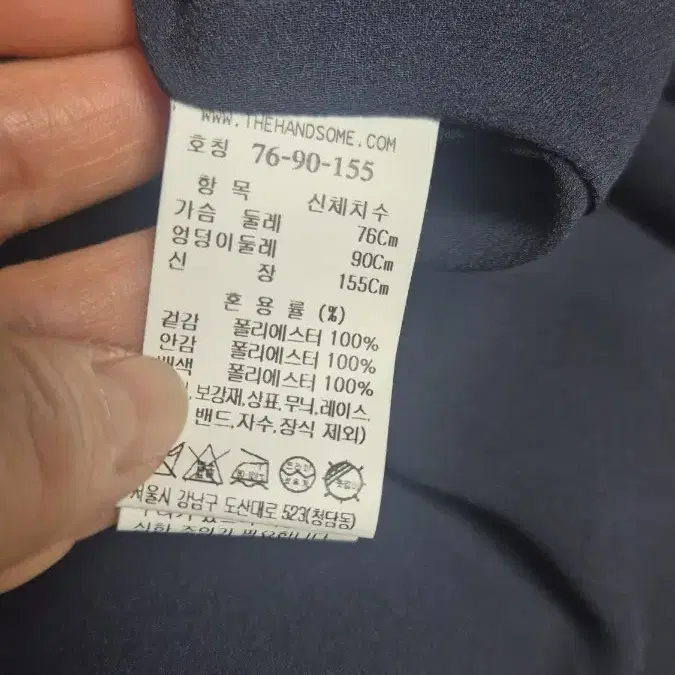 WWW.THEHANDSOME.COM
호칭 76-90-155
항 목 신체치수
가슴 둘레 76Cm
엉덩이둘레 90Cm
신 장 155Cm
혼 용 률 (%)
겉감 폴리에스터 100%
안감 폴리에스터 100%
배색 폴리에스터 100%
,보강재,상표,무늬,레이스,
밴드,자수,장식 제외)
서울시 강남구 도산대로 523(청담동)